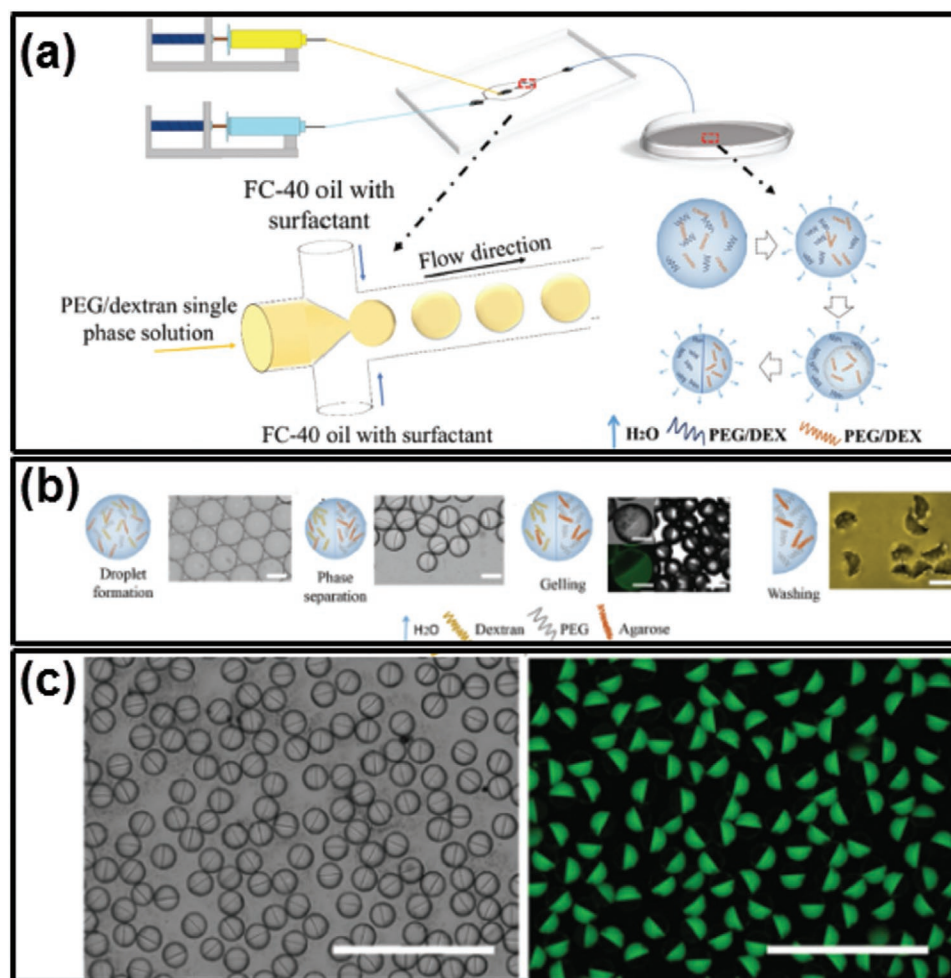 (a)
FC-40 oil with
surfactant
Flow direction
PEG/dextran single
phase solution
FC-40 oil with surfactant
H2O PEG/DEX PEG/DEX
(b)
Droplet
formation
Phase
separation
Gelling
Washing
H2O Dextran PEG Agarose
(c)